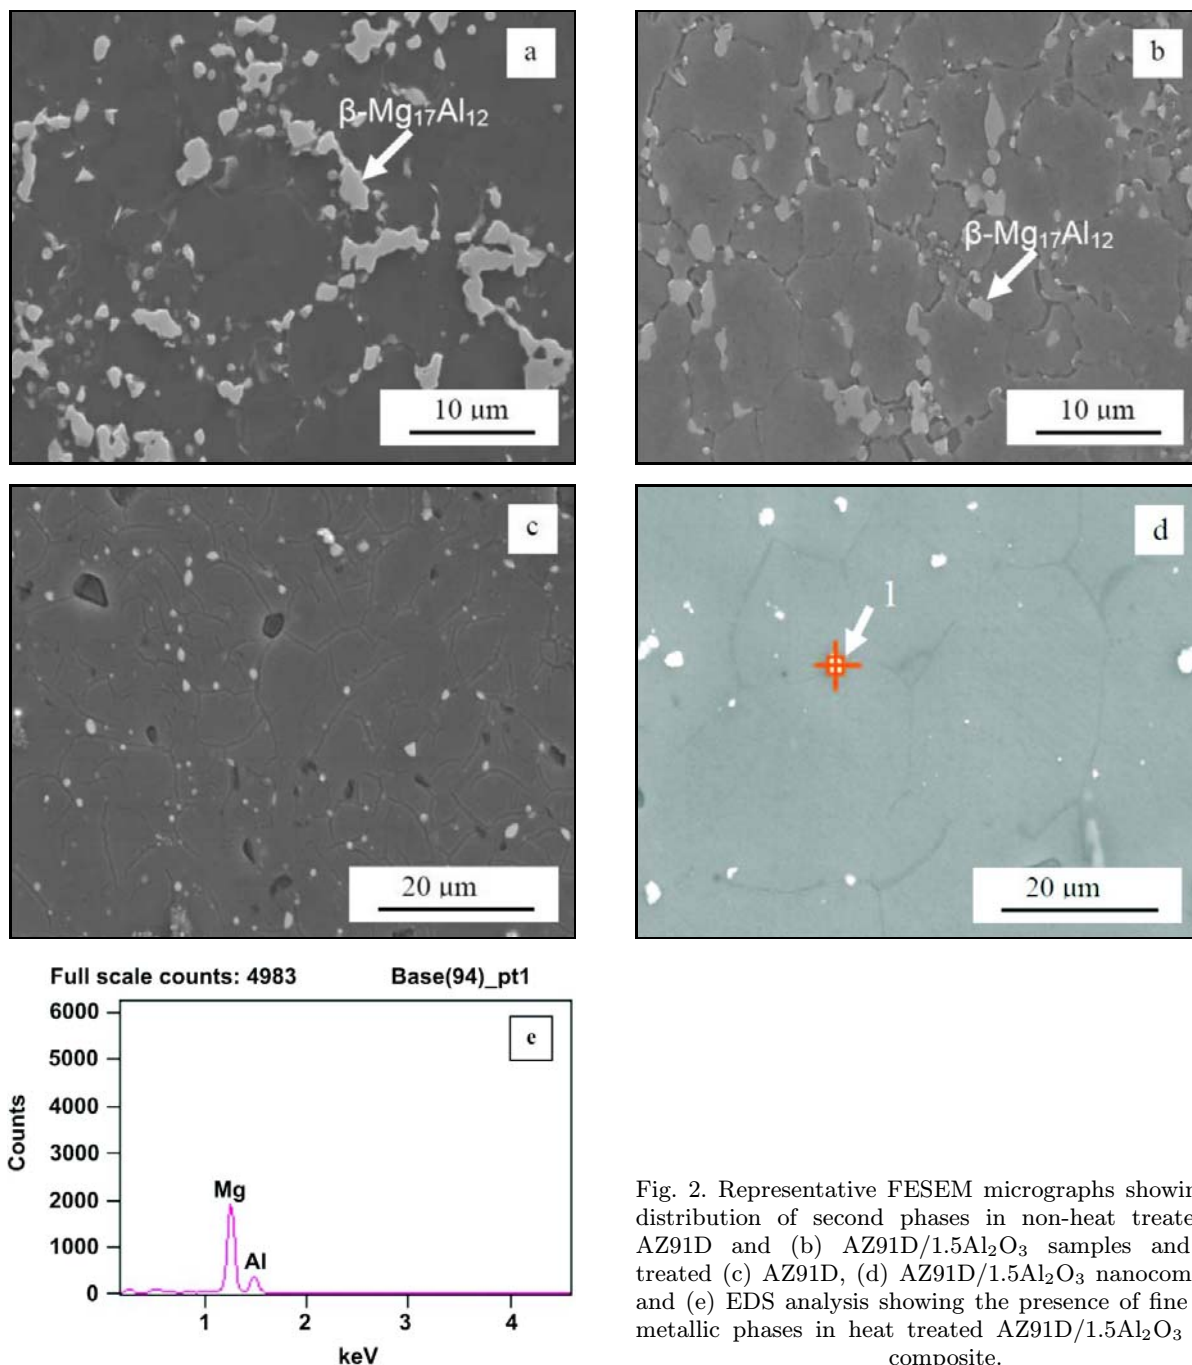 a
β-Mg₁₇Al₁₂
10 µm
b
β-Mg₁₇Al₁₂
10 µm
c
20 µm
d
1
20 µm
Full scale counts: 4983 Base(94)_pt1
e
6000
5000
4000
3000
2000
1000
0
Counts
Mg
Al
1 2 3 4
keV
Fig. 2. Representative FESEM micrographs showin
distribution of second phases in non-heat treate
AZ91D and (b) AZ91D/1.5Al₂O₃ samples and
treated (c) AZ91D, (d) AZ91D/1.5Al₂O₃ nanocom
and (e) EDS analysis showing the presence of fine
metallic phases in heat treated AZ91D/1.5Al₂O₃
composite.